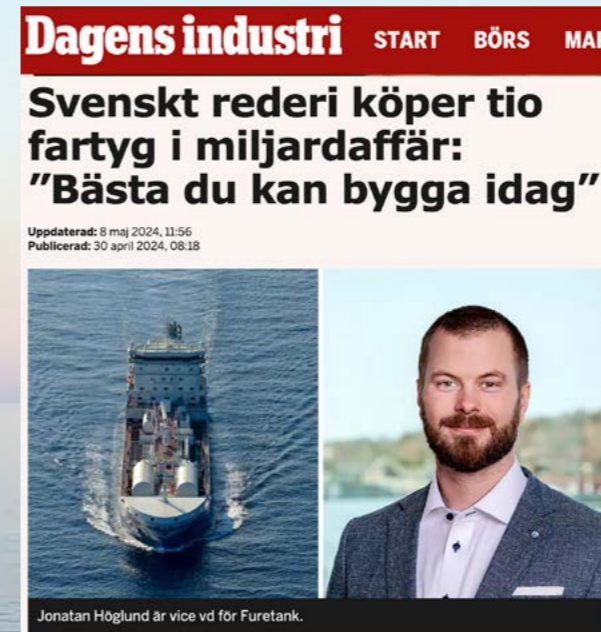 Dagens industri START BÖRS
Svenskt rederi köper tio
fartyg i miljardaffär:
”Bästa du kan bygga idag”
Uppdaterad: 8 maj 2024, 11:56
Publicerad: 30 april 2024, 08:18
Jonatan Höglund är vice vd för Furetank.